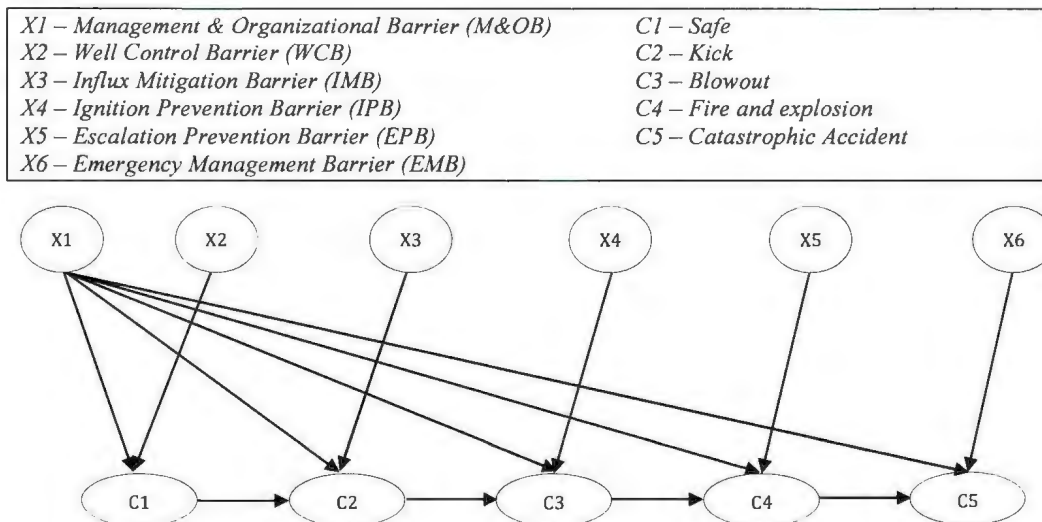 X1 – Management & Organizational Barrier (M&OB) C1 – Safe
X2 – Well Control Barrier (WCB) C2 – Kick
X3 – Influx Mitigation Barrier (IMB) C3 – Blowout
X4 – Ignition Prevention Barrier (IPB) C4 – Fire and explosion
X5 – Escalation Prevention Barrier (EPB) C5 – Catastrophic Accident
X6 – Emergency Management Barrier (EMB)
X1 X2 X3 X4 X5 X6
C1 C2 C3 C4 C5